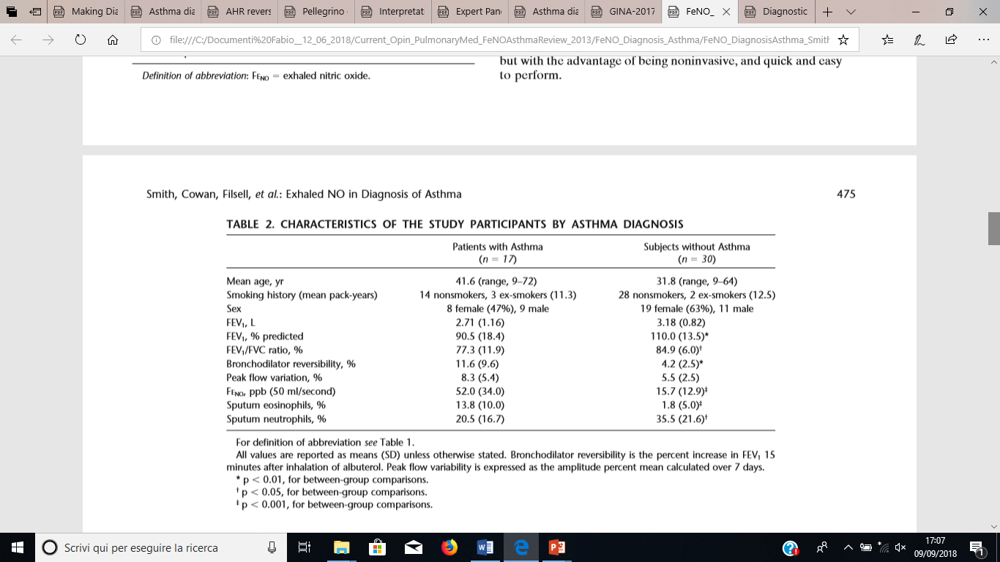 Making Dia
Asthma dia
AHR revers
Pellegrino
Interpretat
Expert Pan
Asthma dia
GINA-2017
FeNO_
Diagnostic
file:///C:/Documenti%20Fabio__12_06_2018/Current_Opin_PulmonaryMed_FeNOAsthmaReview_2013/FeNO_Diagnosis_Asthma/FeNO_DiagnosisAsthma_Smitl
Definition of abbreviation: FENO = exhaled nitric oxide.
but with the advantage of being noninvasive, and quick and easy
to perform.
Smith, Cowan, Filsell, et al.: Exhaled NO in Diagnosis of Asthma 475
TABLE 2. CHARACTERISTICS OF THE STUDY PARTICIPANTS BY ASTHMA DIAGNOSIS
Patients with Asthma Subjects without Asthma
(n = 17) (n = 30)
Mean age, yr 41.6 (range, 9–72) 31.8 (range, 9–64)
Smoking history (mean pack-years) 14 nonsmokers, 3 ex-smokers (11.3) 28 nonsmokers, 2 ex-smokers (12.5)
Sex 8 female (47%), 9 male 19 female (63%), 11 male
FEV₁, L 2.71 (1.16) 3.18 (0.82)
FEV₁, % predicted 90.5 (18.4) 110.0 (13.5)*
FEV₁/FVC ratio, % 77.3 (11.9) 84.9 (6.0)†
Bronchodilator reversibility, % 11.6 (9.6) 4.2 (2.5)*
Peak flow variation, % 8.3 (5.4) 5.5 (2.5)
FENO, ppb (50 ml/second) 52.0 (34.0) 15.7 (12.9)‡
Sputum eosinophils, % 13.8 (10.0) 1.8 (5.0)‡
Sputum neutrophils, % 20.5 (16.7) 35.5 (21.6)†
For definition of abbreviation see Table 1.
All values are reported as means (SD) unless otherwise stated. Bronchodilator reversibility is the percent increase in FEV₁ 15
minutes after inhalation of albuterol. Peak flow variability is expressed as the amplitude percent mean calculated over 7 days.
* p < 0.01, for between-group comparisons.
† p < 0.05, for between-group comparisons.
‡ p < 0.001, for between-group comparisons.
Scrivi qui per eseguire la ricerca
17:07
09/09/2018
1